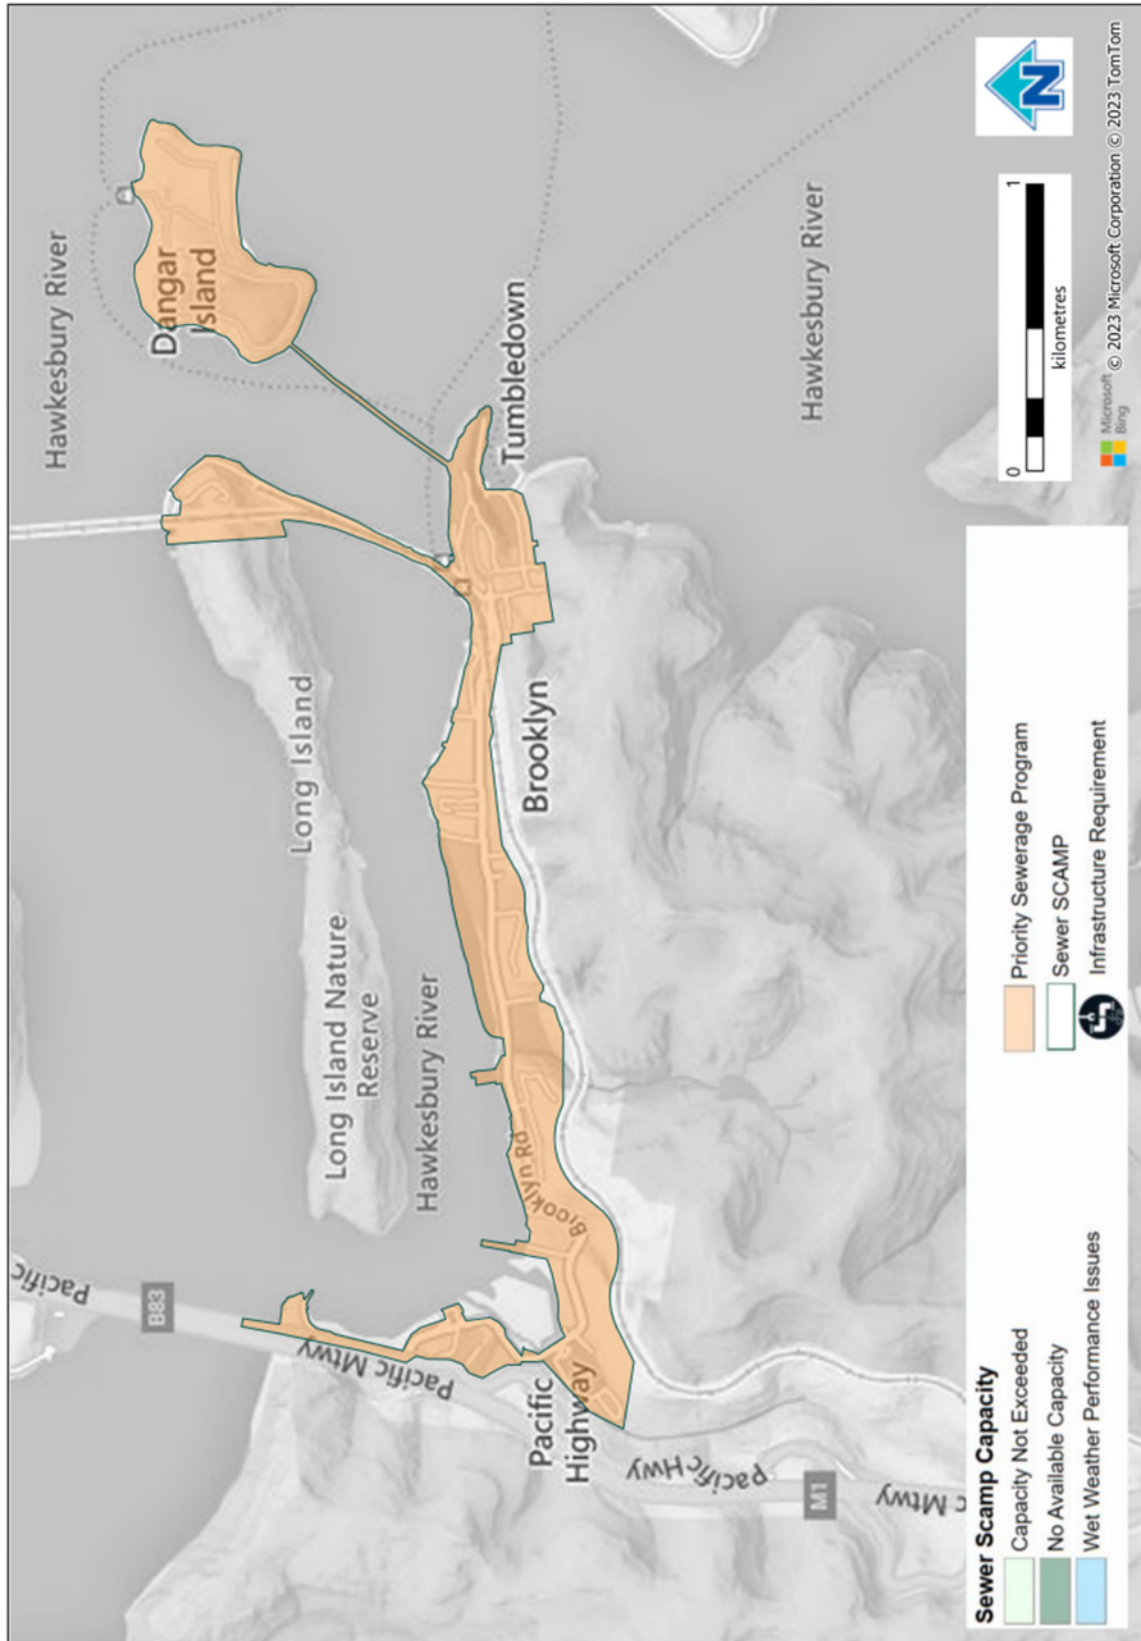 Pacific
Hawkesbury River
B83
Dangar
Island
Long Island
Long Island Nature
Reserve
Pacific Mtwy
Hawkesbury River
Tumbledown
Brooklyn Rd
Brooklyn
Pacific
Highway
Pacific Hwy
M1
Hawkesbury River
c Mtwy
N
0 1
kilometres
Sewer Scamp Capacity
Capacity Not Exceeded
No Available Capacity
Wet Weather Performance Issues
Priority Sewerage Program
Sewer SCAMP
Infrastructure Requirement
Microsoft
Bing
© 2023 Microsoft Corporation © 2023 TomTom